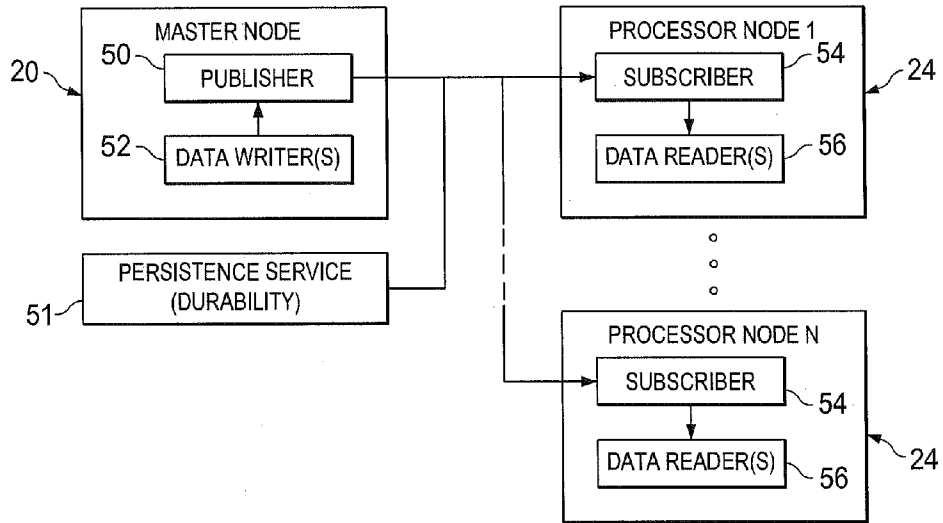 MASTER NODE
50
20
PUBLISHER
52
DATA WRITER(S)
PERSISTENCE SERVICE
(DURABILITY)
51
PROCESSOR NODE 1
54
24
SUBSCRIBER
56
DATA READER(S)
PROCESSOR NODE N
SUBSCRIBER
54
DATA READER(S)
56
24